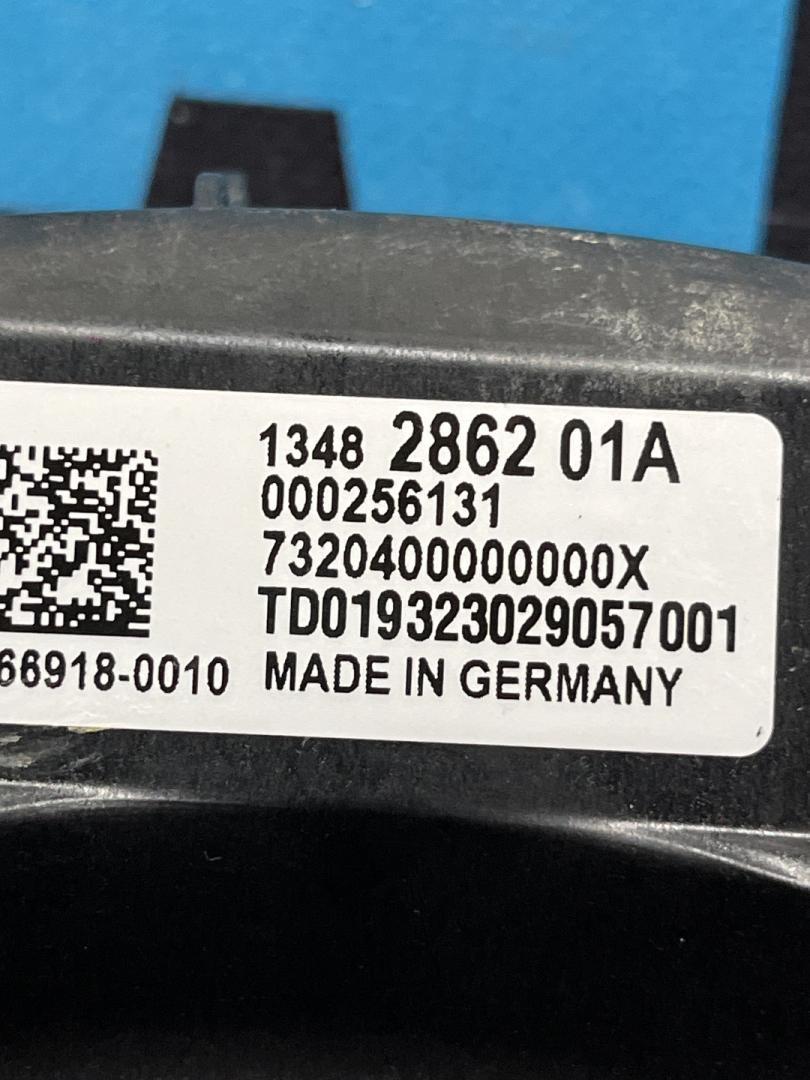 1348 2862 01A
000256131
7320400000000X
TD019323029057001
66918-0010 MADE IN GERMANY